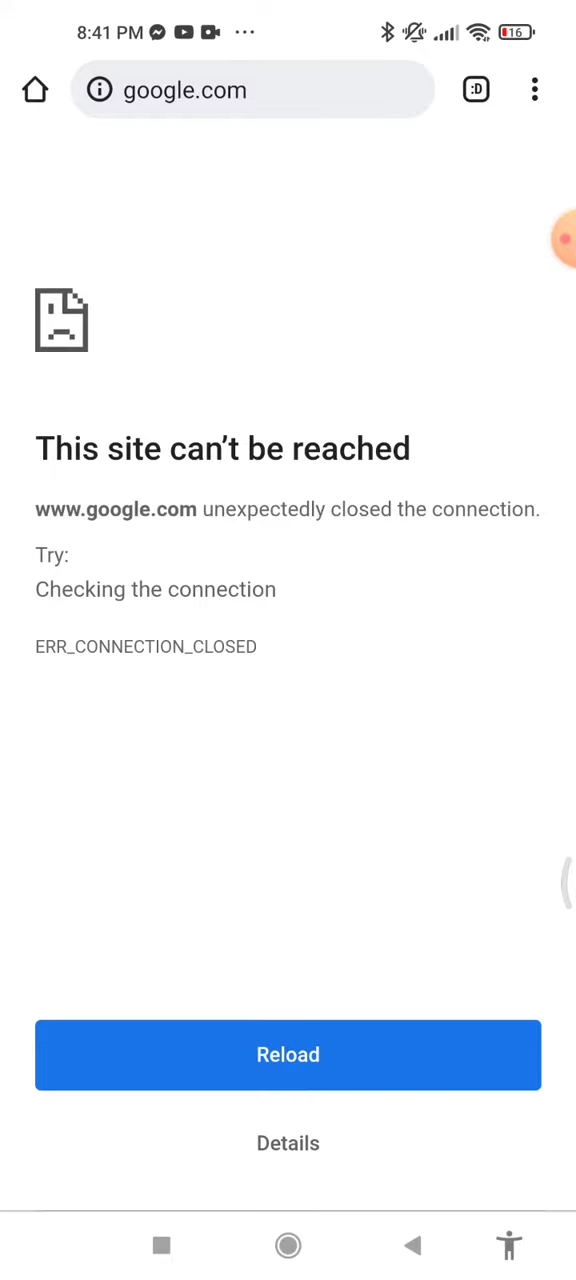 8:41 PM
16
google.com
:D
This site can't be reached
www.google.com unexpectedly closed the connection.
Try:
Checking the connection
ERR_CONNECTION_CLOSED
Reload
Details